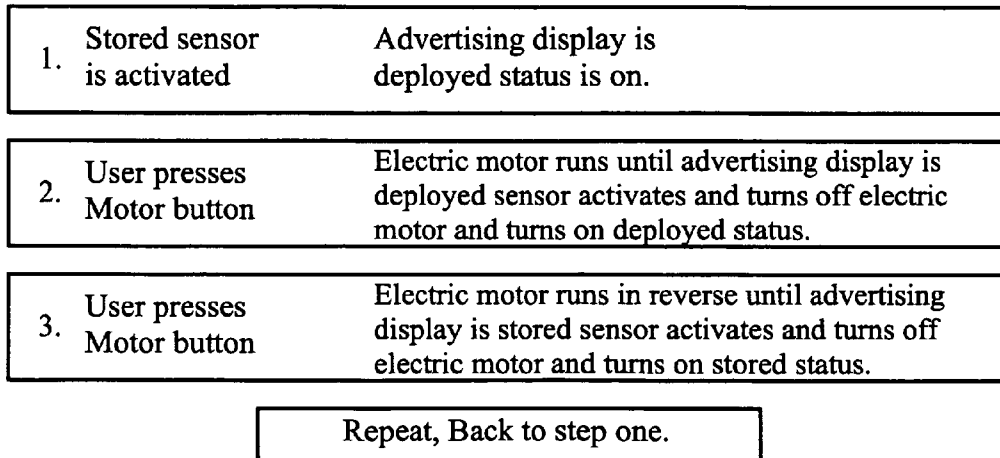 1. Stored sensor is activated
Advertising display is
deployed status is on.
2. User presses Motor button
Electric motor runs until advertising display is
deployed sensor activates and turns off electric
motor and turns on deployed status.
3. User presses Motor button
Electric motor runs in reverse until advertising
display is stored sensor activates and turns off
electric motor and turns on stored status.
Repeat, Back to step one.